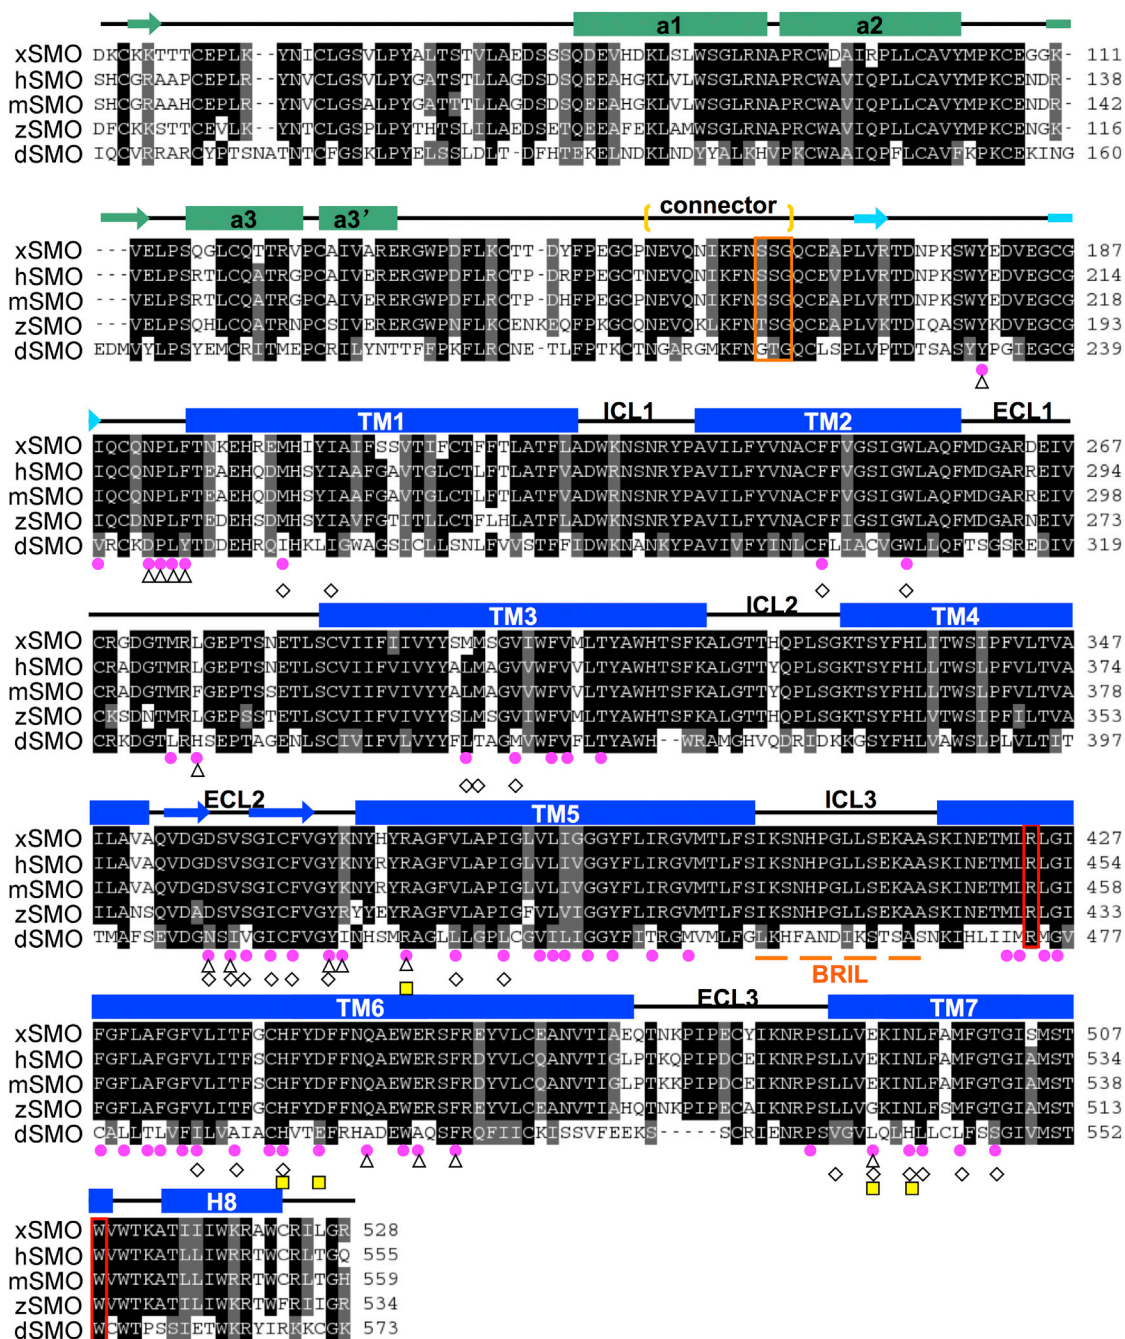 a1 a2
xSMO DKCKKTTTCEPLK--YNICLGSVLPYALTSTVLAEDSSSQDEVHDKLSLWSGLRNAPRCWDAIRPLLCAVYMPKCEGGK- 111
hSMO SHCGRAAPCEPLR--YNVCLGSVLPYGATSTLLAGDSDSQEEAHGKLVLWSGLRNAPRCWAVIQPLLCAVYMPKCENDR- 138
mSMO SHCGRAAHCEPLR--YNVCLGSALPYGATTTLLAGDSDSQEEAHGKLVLWSGLRNAPRCWAVIQPLLCAVYMPKCENDR- 142
zSMO DFCKKSTTCEVLK--YNTCLGSPLPYTHTSLILAEDSETQEEAFEKLAMWSGLRNAPRCWAVIQPLLCAVYMPKCENGK- 116
dSMO IQCVRRARCYPTSNATNTCFGSKLPYELSSLDLT-DFHTEKELNDKLNDYYALKHVPKCWAAIQPFLCAVFKPKCEKING 160
a3 a3′ connector
xSMO ---VELPSQGLCQTTRVPCAIVARERGWPDFLKCTT-DYFPEGCPNEVQNIKFNSSGQCEAPLVRTDNPKSWYEDVEGCG 187
hSMO ---VELPSRTLCQATRGPCAIVERERGWPDFLRCTP-DRFPEGCTNEVQNIKFNSSGQCEVPLVRTDNPKSWYEDVEGCG 214
mSMO ---VELPSRTLCQATRGPCAIVERERGWPDFLRCTP-DHFPEGCPNEVQNIKFNSSGQCEAPLVRTDNPKSWYEDVEGCG 218
zSMO ---VELPSQHLCQATRNPCSIVERERGWPNFLKCENKEQFPKGCQNEVQKLKFNTSGQCEAPLVKTDIQASWYKDVEGCG 193
dSMO EDMVYLPSYEMCRITMEPCRILYNTTFFPKFLRCNE-TLFPTKCTNGARGMKFNGTGQCLSPLVPTDTSASYYPGIEGCG 239
TM1 ICL1 TM2 ECL1
xSMO IQCQNPLFTNKEHREMHIYIAIFSSVTIFCTFFTLATFLADWKNSNRYPAVILFYVNACFFVGSIGWLAQFMDGARDEIV 267
hSMO IQCQNPLFTEAEHQDMHSYIAAFGAVTGLCTLFTLATFVADWRNSNRYPAVILFYVNACFFVGSIGWLAQFMDGARREIV 294
mSMO IQCQNPLFTEAEHQDMHSYIAAFGAVTGLCTLFTLATFVADWRNSNRYPAVILFYVNACFFVGSIGWLAQFMDGARREIV 298
zSMO IQCDNPLFTEDEHSDMHSYIAVFGTITLLCTFLHLATFLADWKNSNRYPAVILFYVNACFFIGSIGWLAQFMDGARNEIV 273
dSMO VRCKDPLYTDDEHRQIHKLIGWAGSICLLSNLFVVSTFFIDWKNANKYPAVIVFYINLCFLIACVGWLLQFTSGSREDIV 319
TM3 ICL2 TM4
xSMO CRGDGTMRLGEPTSNETLSCVIIFIIVYYSMMSGVIWFVMLTYAWHTSFKALGTTHQPLSGKTSYFHLITWSIPFVLTVA 347
hSMO CRADGTMRLGEPTSNETLSCVIIFVIVYYALMAGVVWFVVLTYAWHTSFKALGTTYQPLSGKTSYFHLLTWSLPFVLTVA 374
mSMO CRADGTMRFGEPTSSETLSCVIIFVIVYYALMAGVVWFVVLTYAWHTSFKALGTTYQPLSGKTSYFHLLTWSLPFVLTVA 378
zSMO CKSDNTMRLGEPSSTETLSCVIIFVIVYYSLMSGVIWFVMLTYAWHTSFKALGTTHQPLSGKTSYFHLVTWSIPFILTVA 353
dSMO CRKDGTLRHSEPTAGENLSCIVIFVLVYYFLTAGMVWFVFLTYAWH--WRAMGHVQDRIDKKGSYFHLVAWSLPLVLTIT 397
ECL2 TM5 ICL3
xSMO ILAVAQVDGDSVSGICFVGYKNYHYRAGFVLAPIGLVLIGGGYFLIRGVMTLFSIKSNHPGLLSEKAASKINETMLRLGI 427
hSMO ILAVAQVDGDSVSGICFVGYKNYRYRAGFVLAPIGLVLIVGGYFLIRGVMTLFSIKSNHPGLLSEKAASKINETMLRLGI 454
mSMO ILAVAQVDGDSVSGICFVGYKNYRYRAGFVLAPIGLVLIVGGYFLIRGVMTLFSIKSNHPGLLSEKAASKINETMLRLGI 458
zSMO ILANSQVDADSVSGICFVGYRYYEYRAGFVLAPIGFVLVIGGYFLIRGVMTLFSIKSNHPGLLSEKAASKINETMLRLGI 433
dSMO TMAFSEVDGNSIVGICFVGYINHSMRAGLLLGPLCGVILIGGYFITRGMVMLFGLKHFANDIKSTSASNKIHLIIMRMGV 477
BRIL
TM6 ECL3 TM7
xSMO FGFLAFGFVLITFGCHFYDFFNQAEWERSFREYVLCEANVTIAEQTNKPIPECYIKNRPSLLVEKINLFAMFGTGISMST 507
hSMO FGFLAFGFVLITFSCHFYDFFNQAEWERSFRDYVLCQANVTIGLPTKQPIPDCEIKNRPSLLVEKINLFAMFGTGIAMST 534
mSMO FGFLAFGFVLITFSCHFYDFFNQAEWERSFRDYVLCQANVTIGLPTKKPIPDCEIKNRPSLLVEKINLFAMFGTGIAMST 538
zSMO FGFLAFGFVLITFGCHFYDFFNQAEWERSFREYVLCEANVTIAHQTNKPIPECAIKNRPSLLVGKINLFSMFGTGIAMST 513
dSMO CALLTLVFILVAIACHVTEFRHADEWAQSFRQFIICKISSVFEEKS-----SCRIENRPSVGVLQLHLLCLFSSGIVMST 552
H8
xSMO WVWTKATIIIWKRAWCRILGR 528
hSMO WVWTKATLLIWRRTWCRLTGQ 555
mSMO WVWTKATLLIWRRTWCRLTGH 559
zSMO WVWTKATILIWKRTWFRIIGR 534
dSMO WCWTPSSIETWKRYIRKKCGK 573